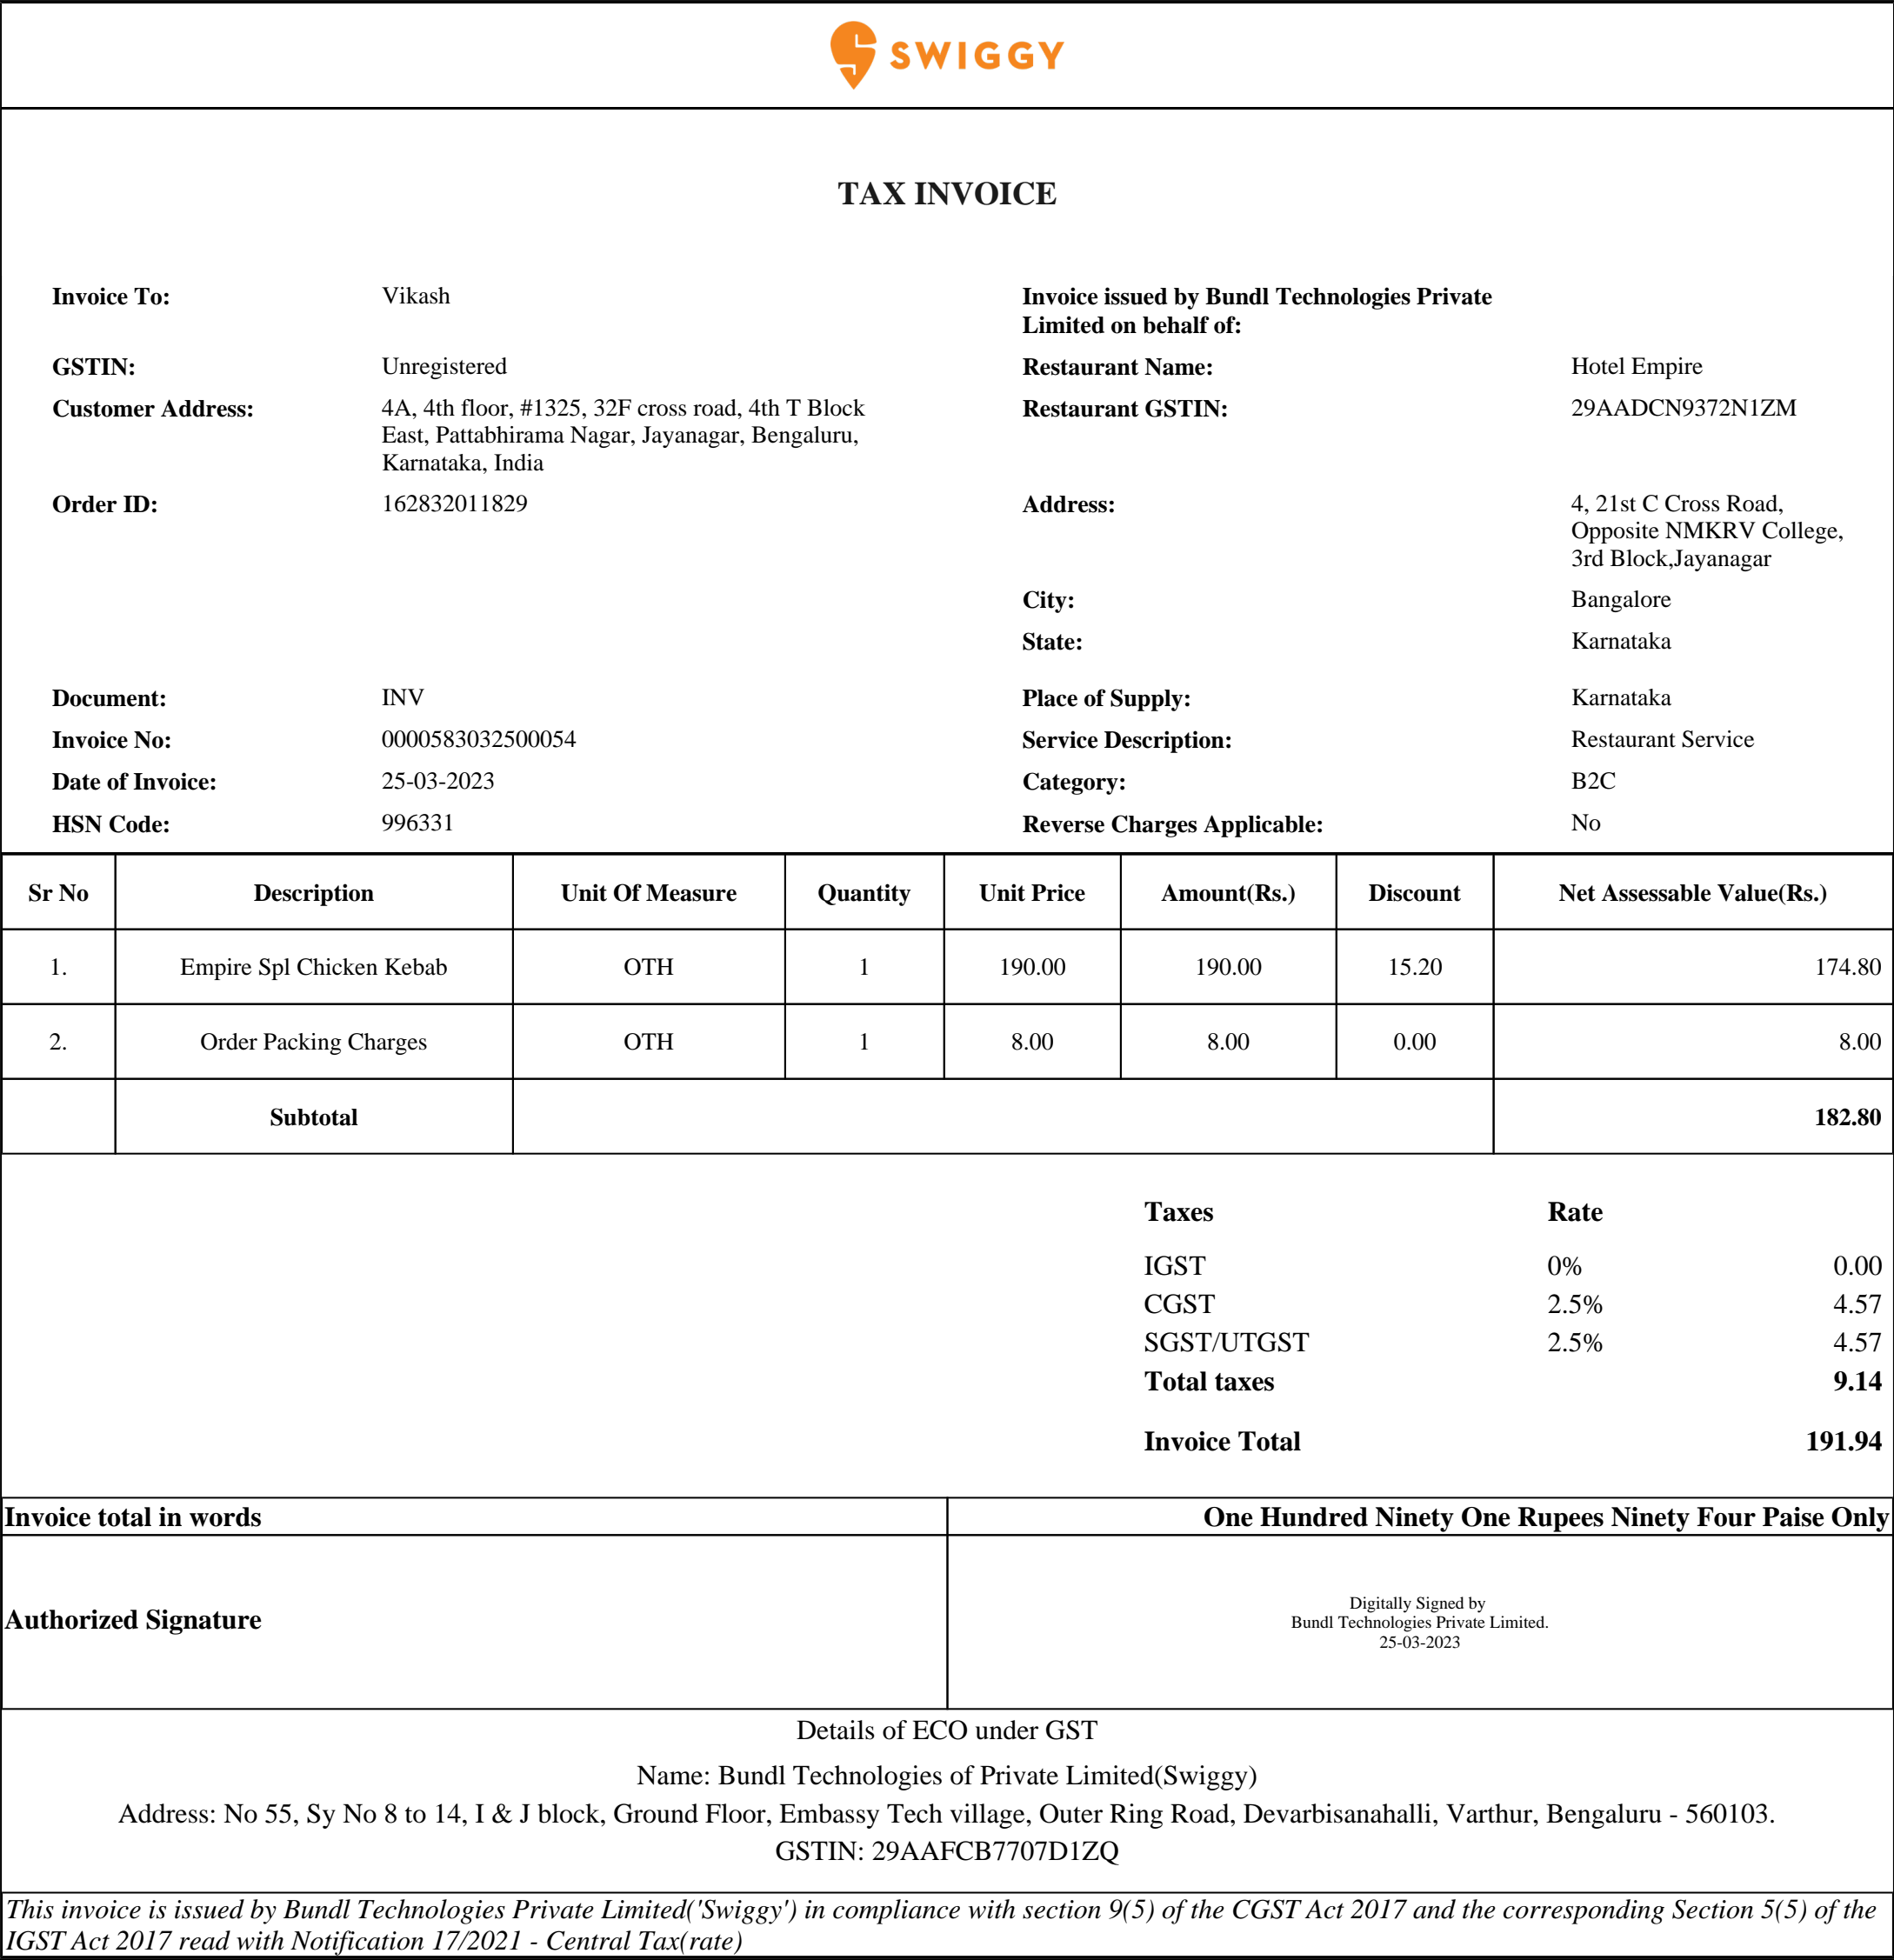 SWIGGY
TAX INVOICE
Invoice To: Vikash Invoice issued by Bundl Technologies Private
Limited on behalf of:
GSTIN: Unregistered Restaurant Name: Hotel Empire
Customer Address: 4A, 4th floor, #1325, 32F cross road, 4th T Block Restaurant GSTIN: 29AADCN9372N1ZM
East, Pattabhirama Nagar, Jayanagar, Bengaluru,
Karnataka, India
Order ID: 162832011829 Address: 4, 21st C Cross Road,
Opposite NMKRV College,
3rd Block,Jayanagar
City: Bangalore
State: Karnataka
Document: INV Place of Supply: Karnataka
Invoice No: 0000583032500054 Service Description: Restaurant Service
Date of Invoice: 25-03-2023 Category: B2C
HSN Code: 996331 Reverse Charges Applicable: No
Sr No Description Unit Of Measure Quantity Unit Price Amount(Rs.) Discount Net Assessable Value(Rs.)
1. Empire Spl Chicken Kebab OTH 1 190.00 190.00 15.20 174.80
2. Order Packing Charges OTH 1 8.00 8.00 0.00 8.00
Subtotal 182.80
Taxes Rate
IGST 0% 0.00
CGST 2.5% 4.57
SGST/UTGST 2.5% 4.57
Total taxes 9.14
Invoice Total 191.94
Invoice total in words One Hundred Ninety One Rupees Ninety Four Paise Only
Authorized Signature
Digitally Signed by
Bundl Technologies Private Limited.
25-03-2023
Details of ECO under GST
Name: Bundl Technologies of Private Limited(Swiggy)
Address: No 55, Sy No 8 to 14, I & J block, Ground Floor, Embassy Tech village, Outer Ring Road, Devarbisanahalli, Varthur, Bengaluru - 560103.
GSTIN: 29AAFCB7707D1ZQ
This invoice is issued by Bundl Technologies Private Limited('Swiggy') in compliance with section 9(5) of the CGST Act 2017 and the corresponding Section 5(5) of the
IGST Act 2017 read with Notification 17/2021 - Central Tax(rate)